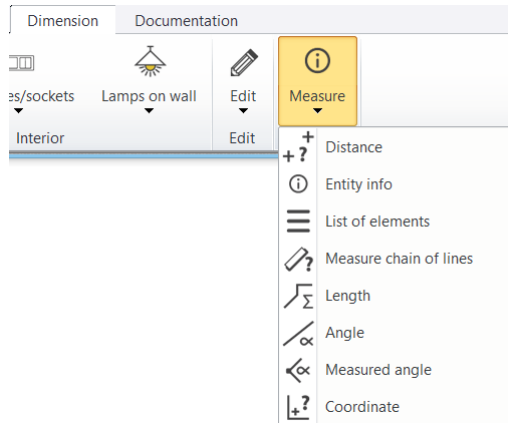 Dimension Documentation
es/sockets Lamps on wall Edit Measure
Interior Edit
Distance
Entity info
List of elements
Measure chain of lines
Length
Angle
Measured angle
Coordinate